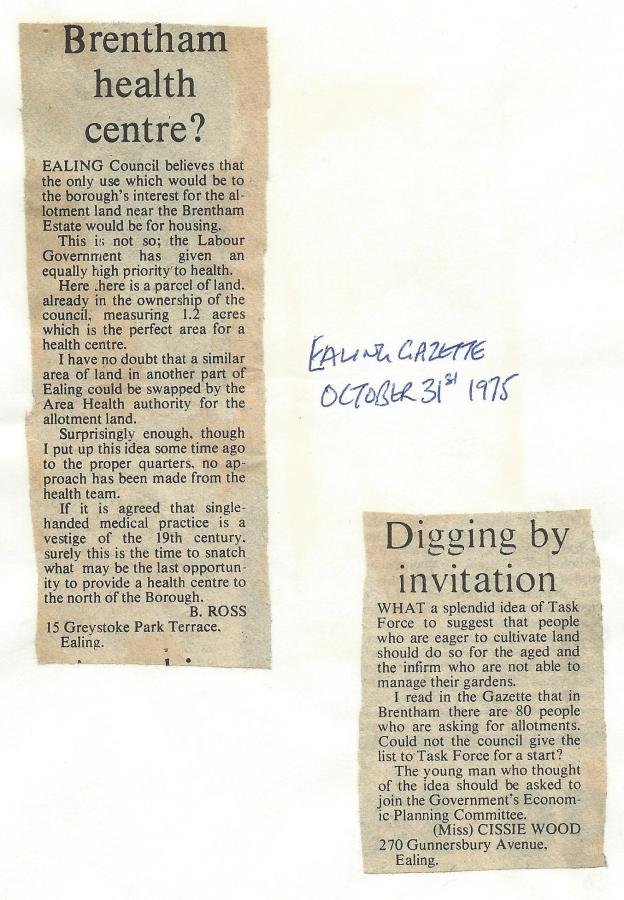 Brentham
health
centre?
EALING Council believes that
the only use which would be to
the borough's interest for the al-
lotment land near the Brentham
Estate would be for housing.
This is not so; the Labour
Government has given an
equally high priority to health.
Here there is a parcel of land.
already in the ownership of the
council, measuring 1.2 acres
which is the perfect area for a
health centre.
I have no doubt that a similar
area of land in another part of
Ealing could be swapped by the
Area Health authority for the
allotment land.
Surprisingly enough, though
I put up this idea some time ago
to the proper quarters, no ap-
proach has been made from the
health team.
If it is agreed that single-
handed medical practice is a
vestige of the 19th century.
surely this is the time to snatch
what may be the last opportun-
ity to provide a health centre to
the north of the Borough.
B. ROSS
15 Greystoke Park Terrace.
Ealing.
EALING GAZETTE
OCTOBER 31st 1975
Digging by
invitation
WHAT a splendid idea of Task
Force to suggest that people
who are eager to cultivate land
should do so for the aged and
the infirm who are not able to
manage their gardens.
I read in the Gazette that in
Brentham there are 80 people
who are asking for allotments.
Could not the council give the
list to Task Force for a start?
The young man who thought
of the idea should be asked to
join the Government's Econom-
ic Planning Committee.
(Miss) CISSIE WOOD
270 Gunnersbury Avenue,
Ealing.